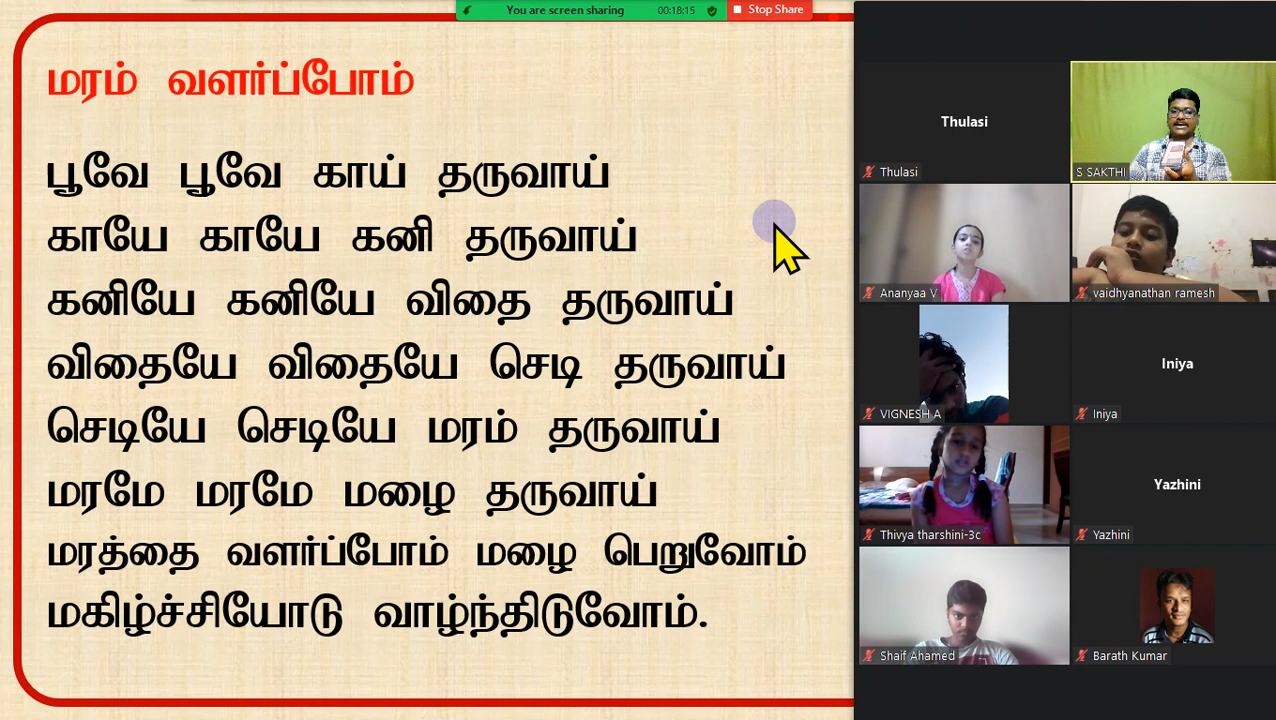 You are screen sharing 00:18:15 Stop Share
மரம் வளர்ப்போம்
பூவே பூவே காய் தருவாய்
காயே காயே கனி தருவாய்
கனியே கனியே விதை தருவாய்
விதையே விதையே செடி தருவாய்
செடியே செடியே மரம் தருவாய்
மரமே மரமே மழை தருவாய்
மரத்தை வளர்ப்போம் மழை பெறுவோம்
மகிழ்ச்சியோடு வாழ்ந்திடுவோம்.
Thulasi
Thulasi
S SAKTHI
Ananyaa V
vaidhyanathan ramesh
VIGNESH A
Iniya
Iniya
Thivya tharshini-3c
Yazhini
Yazhini
Shaif Ahamed
Barath Kumar